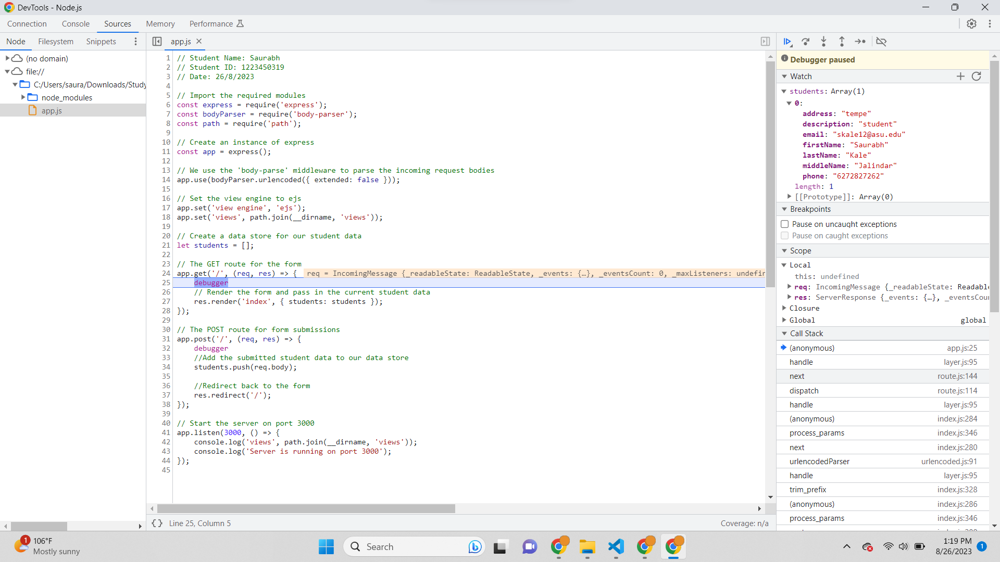 DevTools - Node.js
Connection Console Sources Memory Performance
Node Filesystem Snippets
app.js
(no domain)
file://
C:/Users/saura/Downloads/Study
node_modules
app.js
1 // Student Name: Saurabh
2 // Student ID: 1223450319
3 // Date: 26/8/2023
4
5 // Import the required modules
6 const express = require('express');
7 const bodyParser = require('body-parser');
8 const path = require('path');
9
10 // Create an instance of express
11 const app = express();
12
13 // We use the 'body-parse' middleware to parse the incoming request bodies
14 app.use(bodyParser.urlencoded({ extended: false }));
15
16 // Set the view engine to ejs
17 app.set('view engine', 'ejs');
18 app.set('views', path.join(__dirname, 'views'));
19
20 // Create a data store for our student data
21 let students = [];
22
23 // The GET route for the form
24 app.get('/', (req, res) => { req = IncomingMessage {_readableState: ReadableState, _events: {…}, _eventsCount: 0, _maxListeners: undefin
25 debugger
26 // Render the form and pass in the current student data
27 res.render('index', { students: students });
28 });
29
30 // The POST route for form submissions
31 app.post('/', (req, res) => {
32 debugger
33 //Add the submitted student data to our data store
34 students.push(req.body);
35
36 //Redirect back to the form
37 res.redirect('/');
38 });
39
40 // Start the server on port 3000
41 app.listen(3000, () => {
42 console.log('views', path.join(__dirname, 'views'));
43 console.log('Server is running on port 3000');
44 });
45
{ } Line 25, Column 5
Coverage: n/a
Debugger paused
Watch
students: Array(1)
0:
address: "tempe"
description: "student"
email: "skale12@asu.edu"
firstName: "Saurabh"
lastName: "Kale"
middleName: "Jalindar"
phone: "6272827262"
length: 1
[[Prototype]]: Array(0)
Breakpoints
Pause on uncaught exceptions
Pause on caught exceptions
Scope
Local
this: undefined
req: IncomingMessage {_readableState: Readable
res: ServerResponse {_events: {…}, _eventsCou
Closure
Global global
Call Stack
(anonymous) app.js:25
handle layer.js:95
next route.js:144
dispatch route.js:114
handle layer.js:95
(anonymous) index.js:284
process_params index.js:346
next index.js:280
urlencodedParser urlencoded.js:91
handle layer.js:95
trim_prefix index.js:328
(anonymous) index.js:286
process_params index.js:346
1
106°F
Mostly sunny
Search
1:19 PM
8/26/2023
1